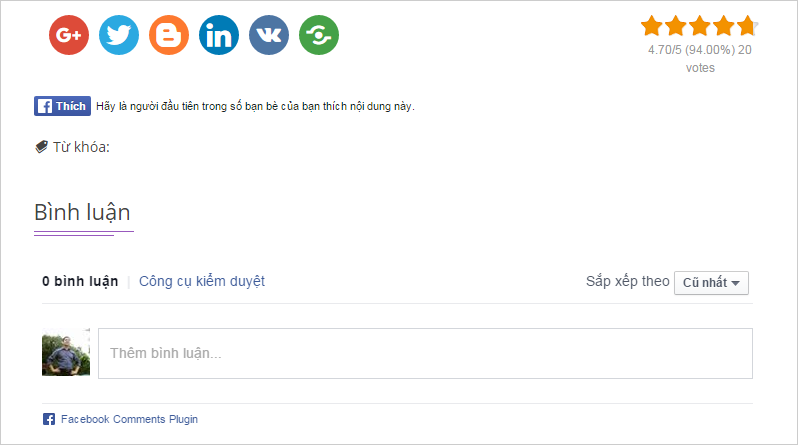 G+ in
4.70/5 (94.00%) 20
votes
Thích Hãy là người đầu tiên trong số bạn bè của bạn thích nội dung này.
Từ khóa:
Bình luận
0 bình luận | Công cụ kiểm duyệt Sắp xếp theo Cũ nhất
Thêm bình luận...
Facebook Comments Plugin